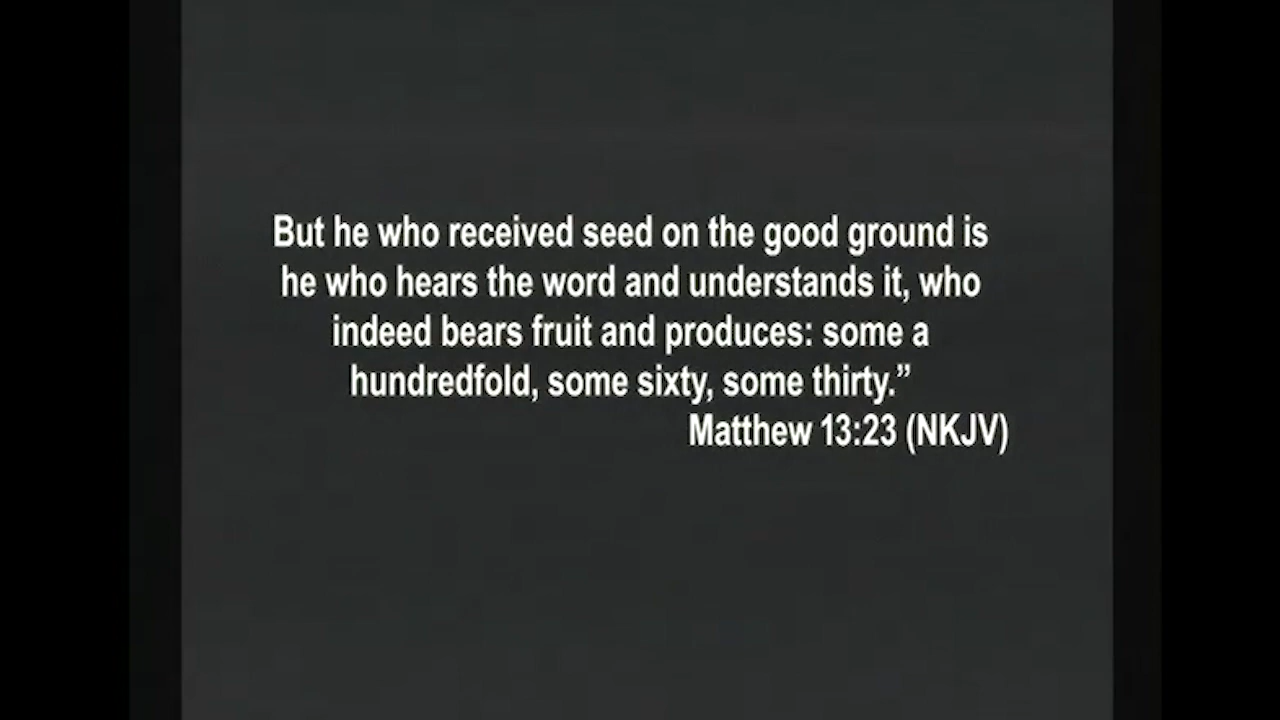 But he who received seed on the good ground is
he who hears the word and understands it, who
indeed bears fruit and produces: some a
hundredfold, some sixty, some thirty.”
Matthew 13:23 (NKJV)